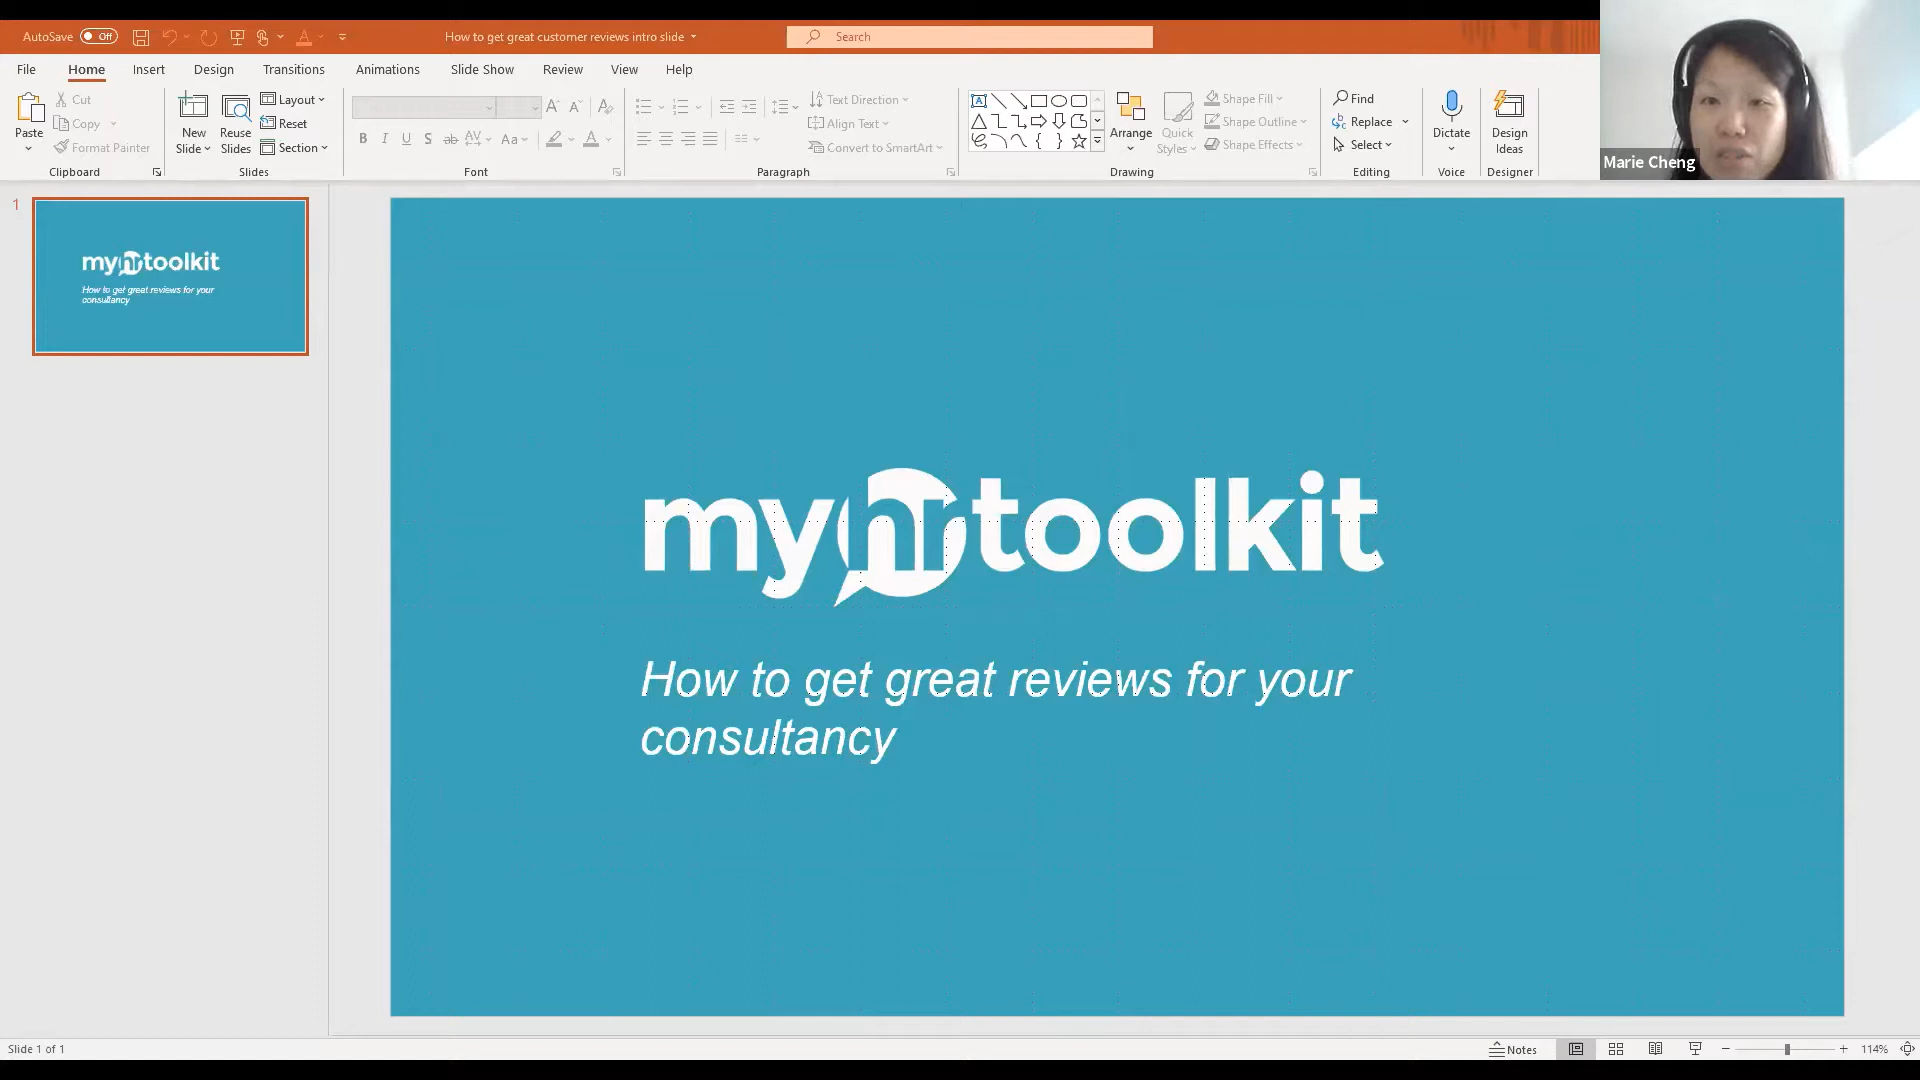 AutoSave Off
How to get great customer reviews intro slide
Search
File Home Insert Design Transitions Animations Slide Show Review View Help
Paste
Cut
Copy
Format Painter
Clipboard
New Slide
Reuse Slides
Layout
Reset
Section
Slides
B I U S ab AV Aa A
Font
Text Direction
Align Text
Convert to SmartArt
Paragraph
Arrange
Quick Styles
Shape Fill
Shape Outline
Shape Effects
Drawing
Find
Replace
Select
Editing
Dictate
Voice
Design Ideas
Designer
Marie Cheng
1
myhrtoolkit
How to get great reviews for your
consultancy
myhrtoolkit
How to get great reviews for your
consultancy
Slide 1 of 1
Notes
114%